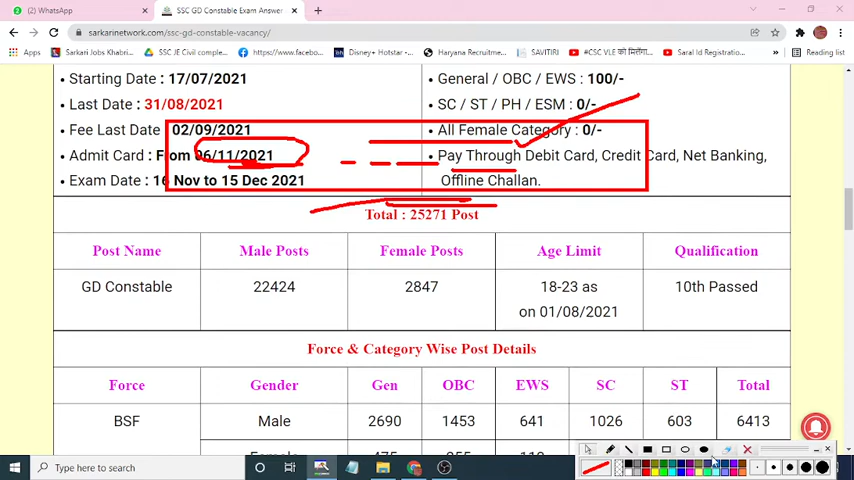 (2) WhatsApp
SSC GD Constable Exam Answer
sarkarijobnetwork.com/ssc-gd-constable-vacancy/
Apps
Sarkari Jobs Khabri...
SSC JE Civil comple...
https://www.facebo...
Disney+ Hotstar -...
Haryana Recruitme...
SAVITIRI
Saral Id Registratio...
Reading list
• Starting Date : 17/07/2021
• General / OBC / EWS : 100/-
• Last Date : 31/08/2021
• SC / ST / PH / ESM : 0/-
• Fee Last Date : 02/09/2021
• All Female Category : 0/-
• Admit Card : From 06/11/2021
• Pay Through Debit Card, Credit Card, Net Banking,
• Exam Date : 16 Nov to 15 Dec 2021
Offline Challan.
Total : 25271 Post
Post Name Male Posts Female Posts Age Limit Qualification
GD Constable 22424 2847 18-23 as 10th Passed
on 01/08/2021
Force & Category Wise Post Details
Force Gender Gen OBC EWS SC ST Total
BSF Male 2690 1453 641 1026 603 6413
Type here to search